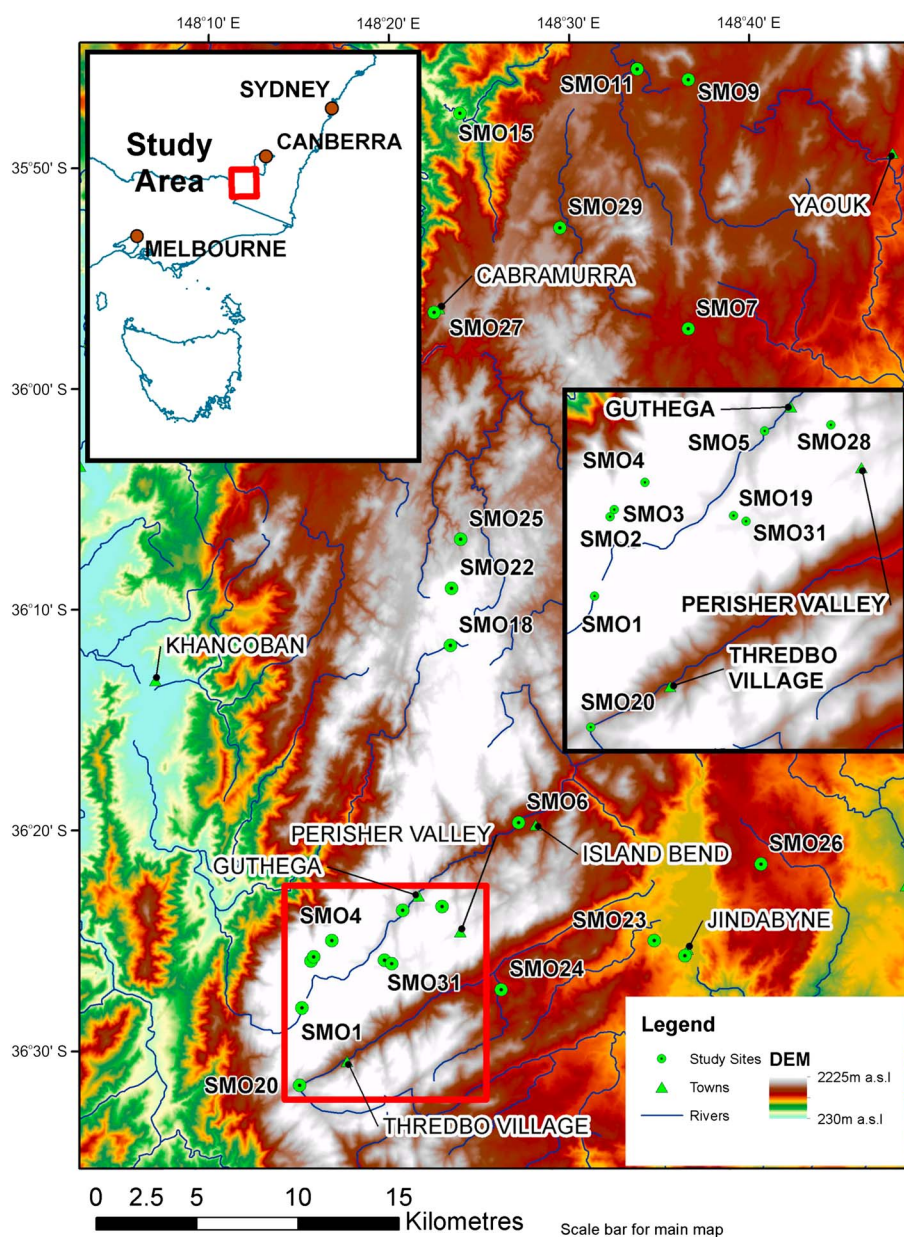 148°10' E
148°20' E
148°30' E
148°40' E
35°50' S
36°00' S
36°10' S
36°20' S
36°30' S
SYDNEY
CANBERRA
Study
Area
MELBOURNE
SMO11
SMO9
SMO15
YAOUK
SMO29
CABRAMURRA
SMO27
SMO7
GUTHEGA
SMO5
SMO28
SMO4
SMO19
SMO3
SMO31
SMO2
SMO1
PERISHER VALLEY
THREDBO
VILLAGE
SMO20
SMO25
SMO22
SMO18
KHANCOBAN
SMO6
PERISHER VALLEY
ISLAND BEND
SMO26
GUTHEGA
SMO4
SMO23
JINDABYNE
SMO31
SMO24
SMO1
SMO20
THREDBO VILLAGE
Legend
Study Sites
Towns
Rivers
DEM
2225m a.s.l
230m a.s.l
0 2.5 5 10 15
Kilometres
Scale bar for main map